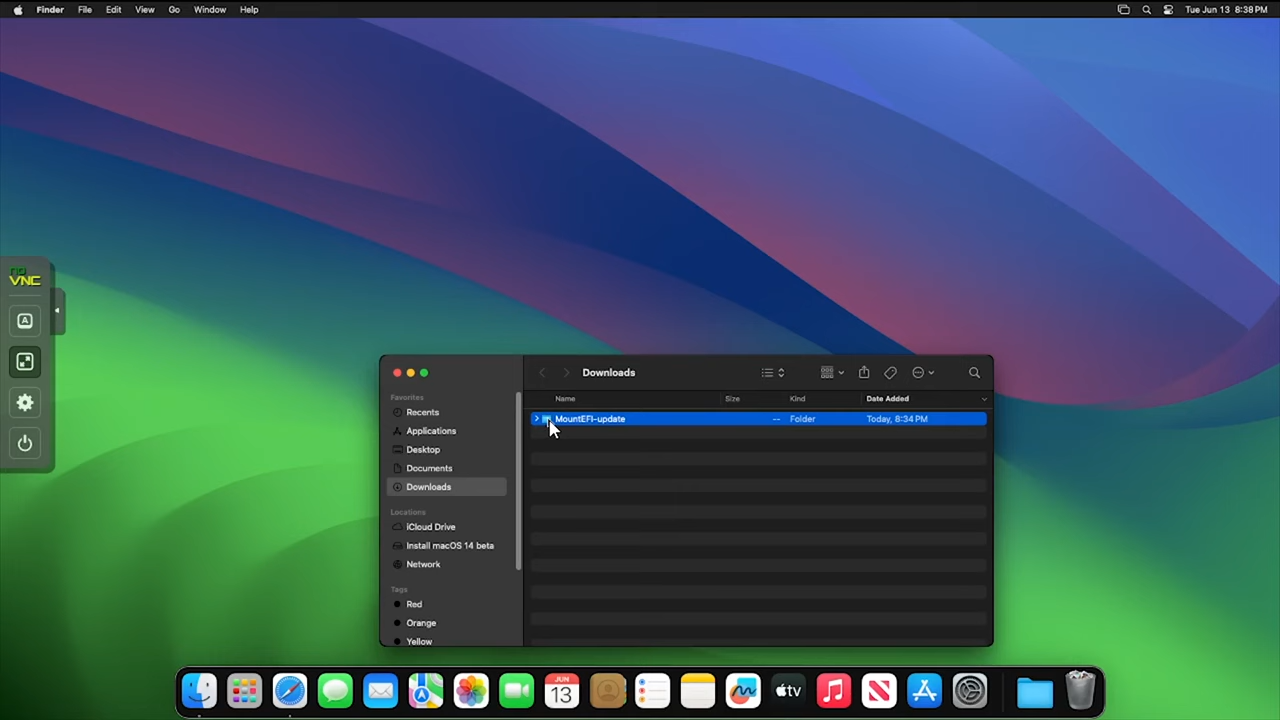 Finder File Edit View Go Window Help Tue Jun 13 8:38 PM
no
VNC
A
Downloads
Favorites
Recents
Applications
Desktop
Documents
Downloads
Locations
iCloud Drive
Install macOS 14 beta
Network
Tags
Red
Orange
Yellow
Name Size Kind Date Added
MountEFI-update -- Folder Today, 8:34 PM
JUN
13
tv